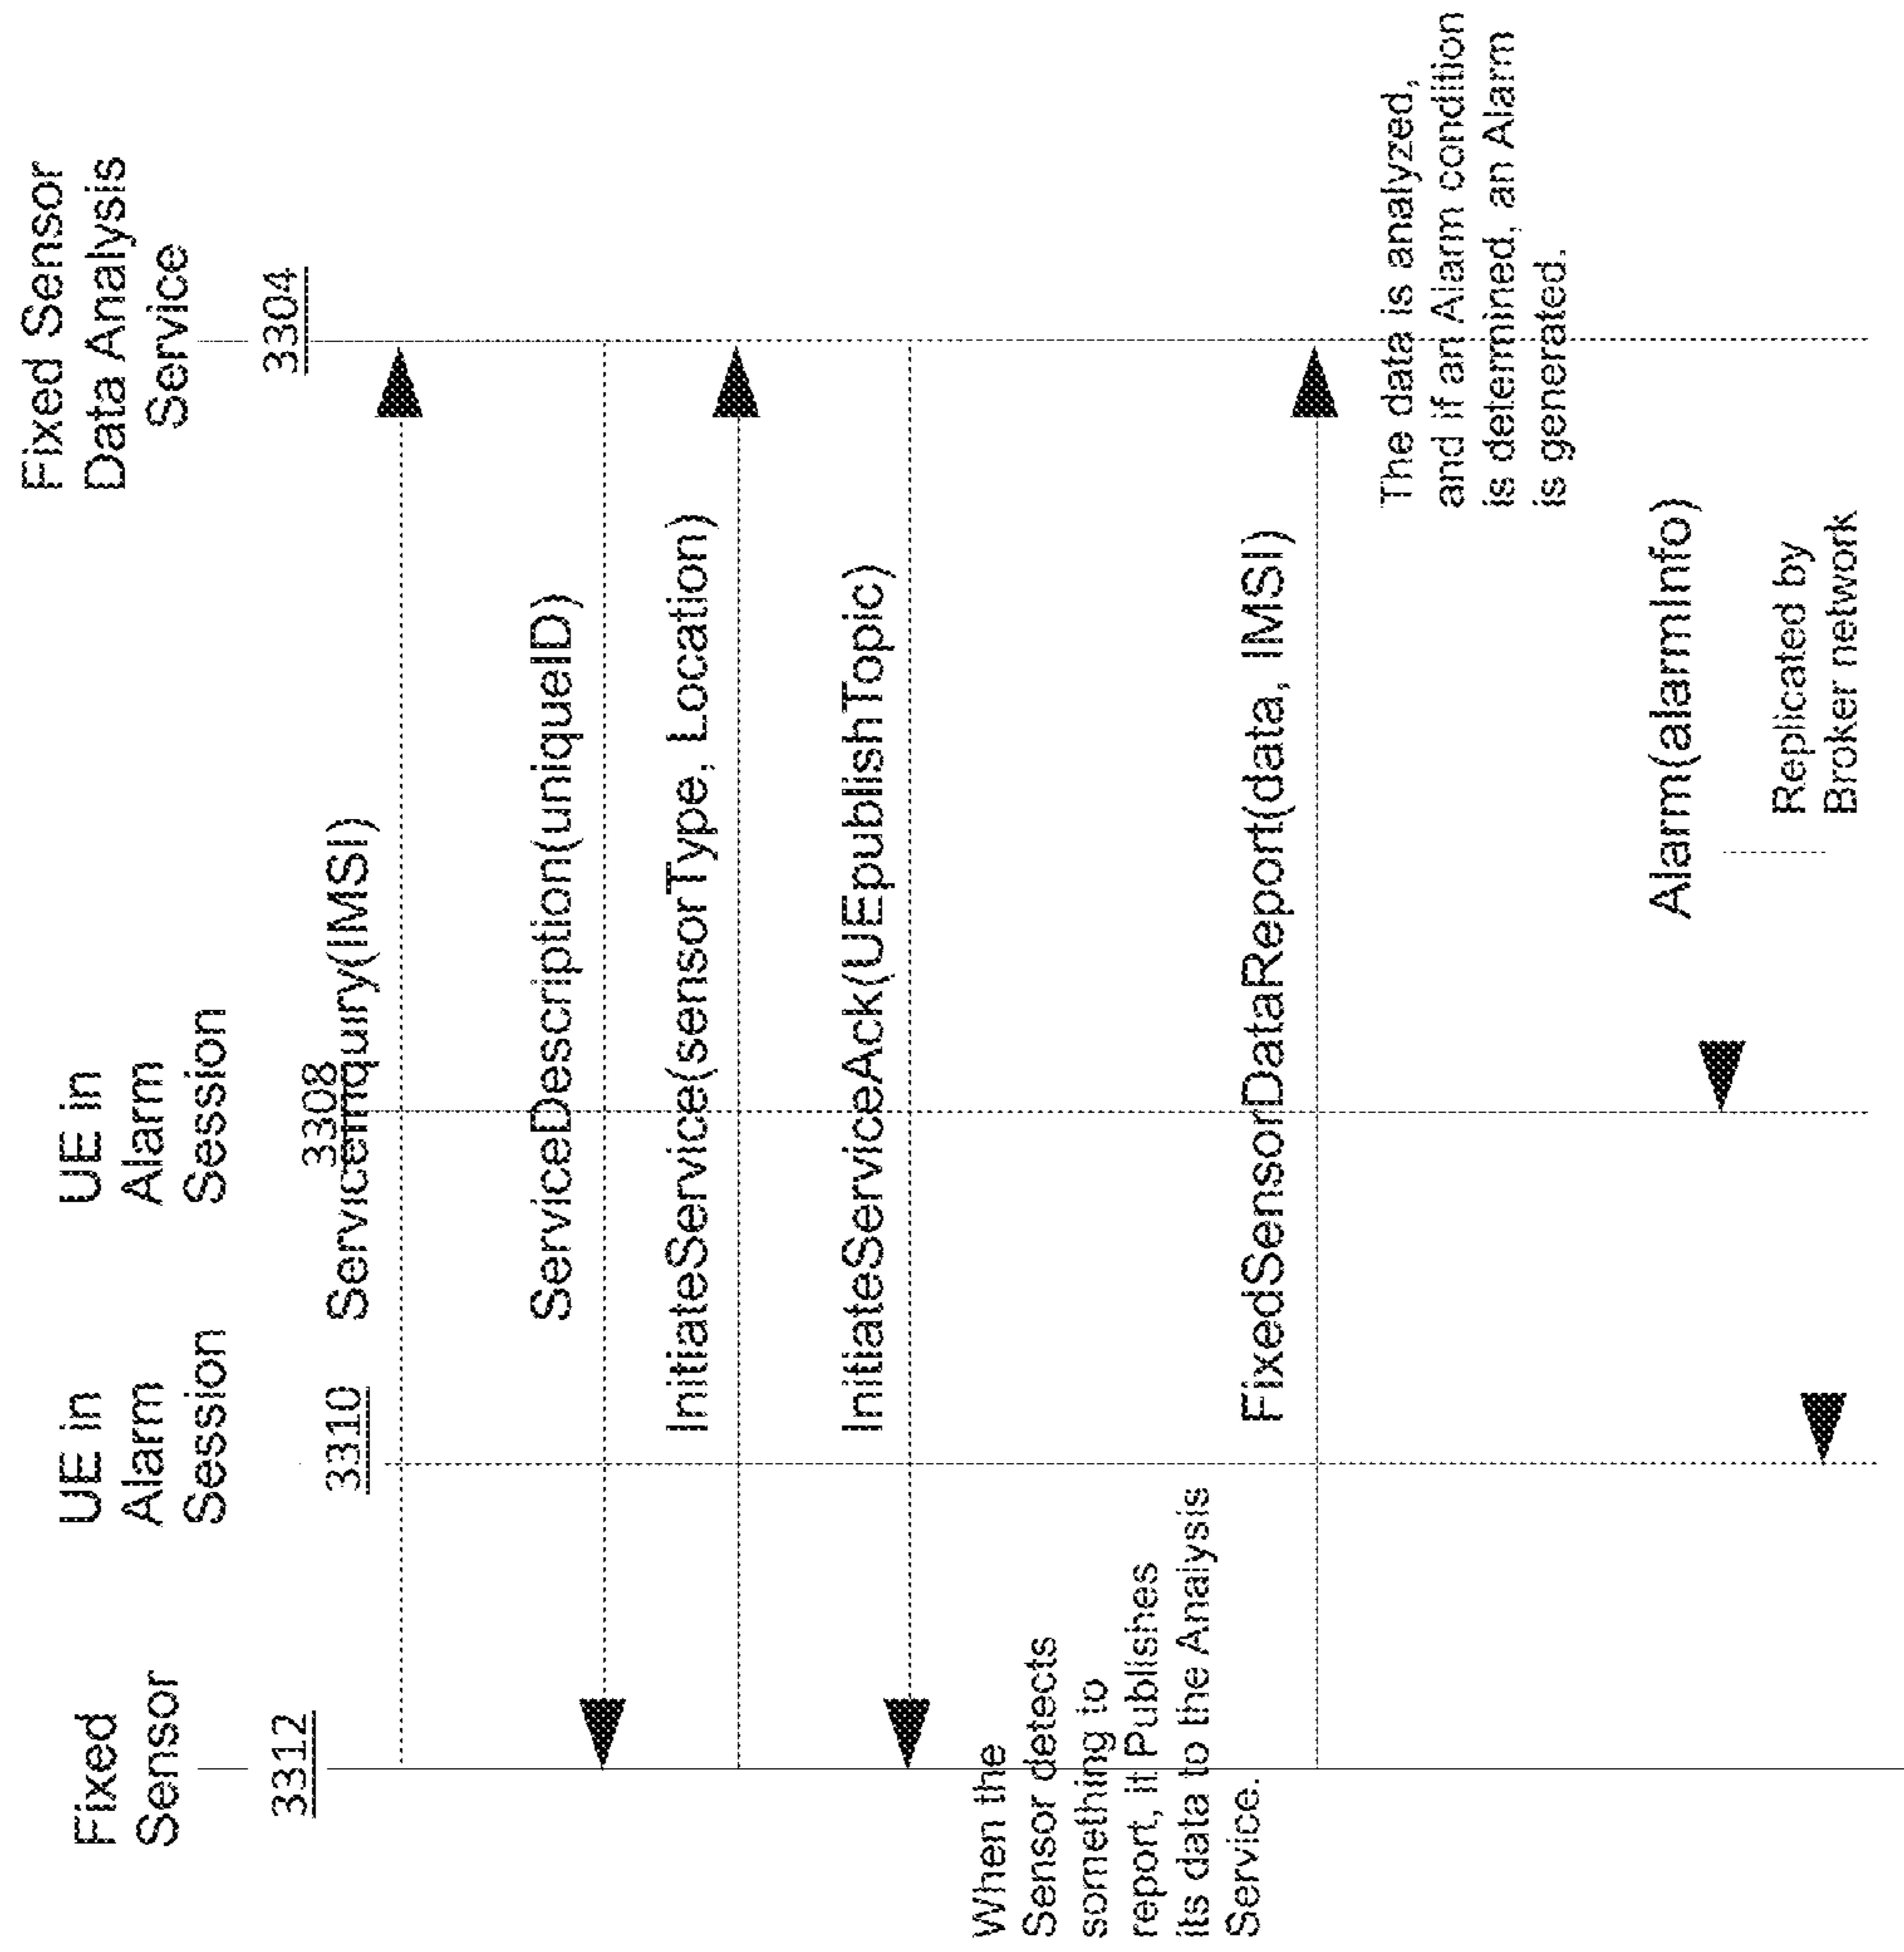 Fixed
Sensor
3312
UE in
Alarm
Session
3310
UE in
Alarm
Session
3308
Fixed Sensor
Data Analysis
Service
3304
ServiceInquiry(IMSI)
ServiceDescription(uniqueID)
InitiateService(sensorType, Location)
InitiateServiceAck(UEpublishTopic)
When the
Sensor detects
something to
report, it Publishes
its data to the Analysis
Service.
FixedSensorDataReport(data, IMSI)
The data is analyzed,
and if an Alarm condition
is determined, an Alarm
is generated.
Alarm(alarmInfo)
Replicated by
Broker network